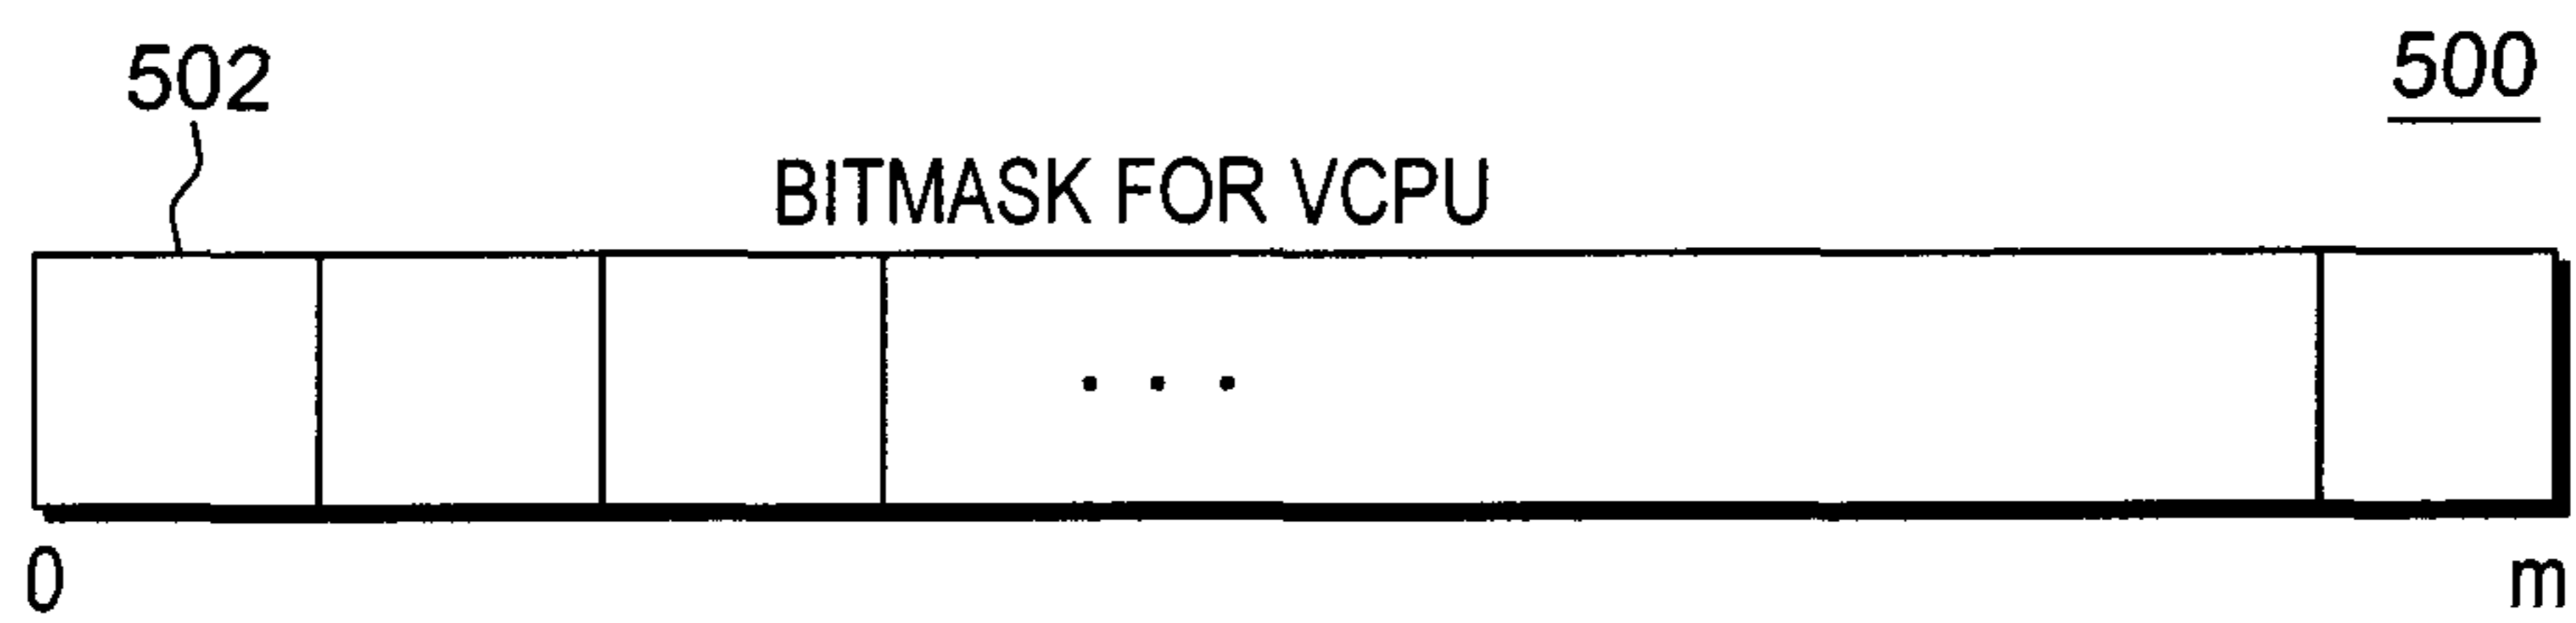 502
500
BITMASK FOR VCPU
. . .
0
m